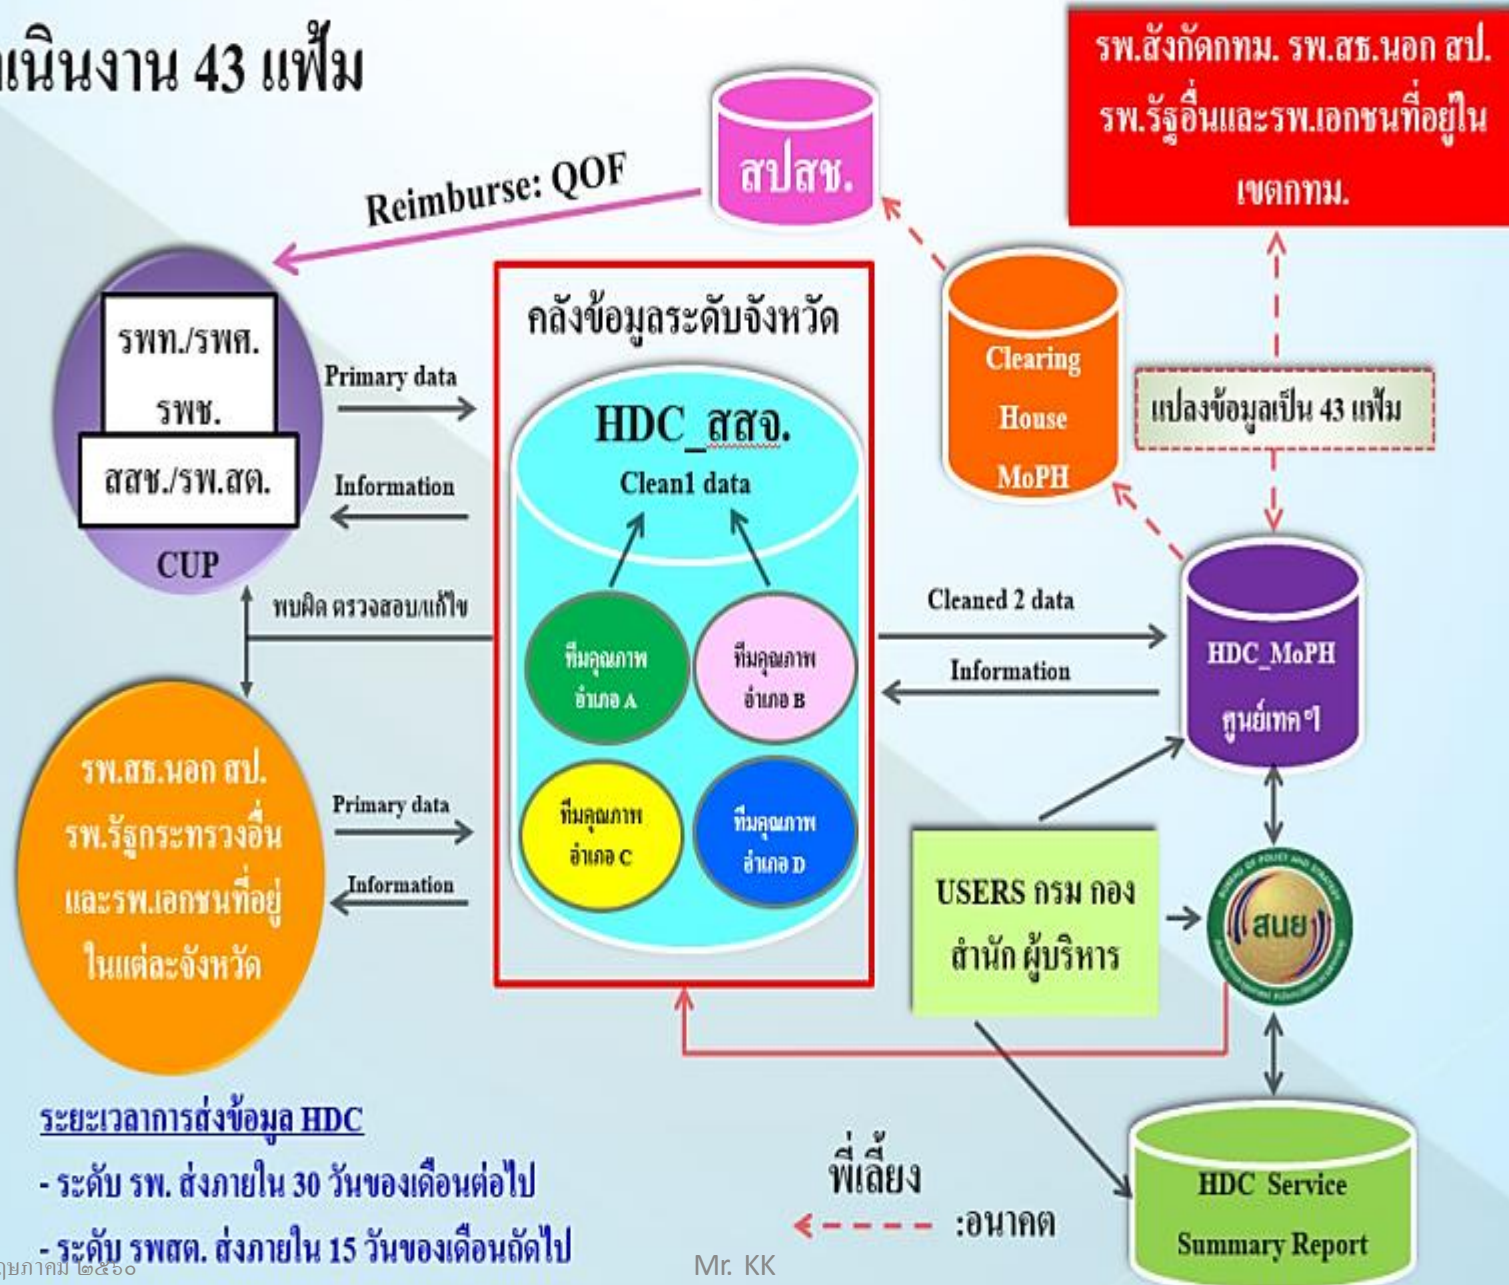 เนินงาน 43 แฟ้ม
รพ.สังกัดกทม. รพ.สธ.นอก สป.
รพ.รัฐอื่นและรพ.เอกชนที่อยู่ใน
เขตกทม.
สปสช.
Reimburse: QOF
รพท./รพศ.
รพช.
สสช./รพ.สต.
CUP
Primary data
Information
คลังข้อมูลระดับจังหวัด
HDC_สสจ.
Clean1 data
ทีมคุณภาพ
อำเภอ A
ทีมคุณภาพ
อำเภอ B
ทีมคุณภาพ
อำเภอ C
ทีมคุณภาพ
อำเภอ D
Clearing
House
MoPH
แปลงข้อมูลเป็น 43 แฟ้ม
พบผิด ตรวจสอบ/แก้ไข
Cleaned 2 data
Information
HDC_MoPH
ศูนย์เทคฯ
รพ.สธ.นอก สป.
รพ.รัฐกระทรวงอื่น
และรพ.เอกชนที่อยู่
ในแต่ละจังหวัด
Primary data
Information
USERS กรม กอง
สำนัก ผู้บริหาร
BUREAU OF POLICY AND STRATEGY
สนย
HDC Service
Summary Report
ระยะเวลาการส่งข้อมูล HDC
- ระดับ รพ. ส่งภายใน 30 วันของเดือนต่อไป
- ระดับ รพสต. ส่งภายใน 15 วันของเดือนถัดไป
พี่เลี้ยง
:อนาคต
๒๕๖๐
Mr. KK